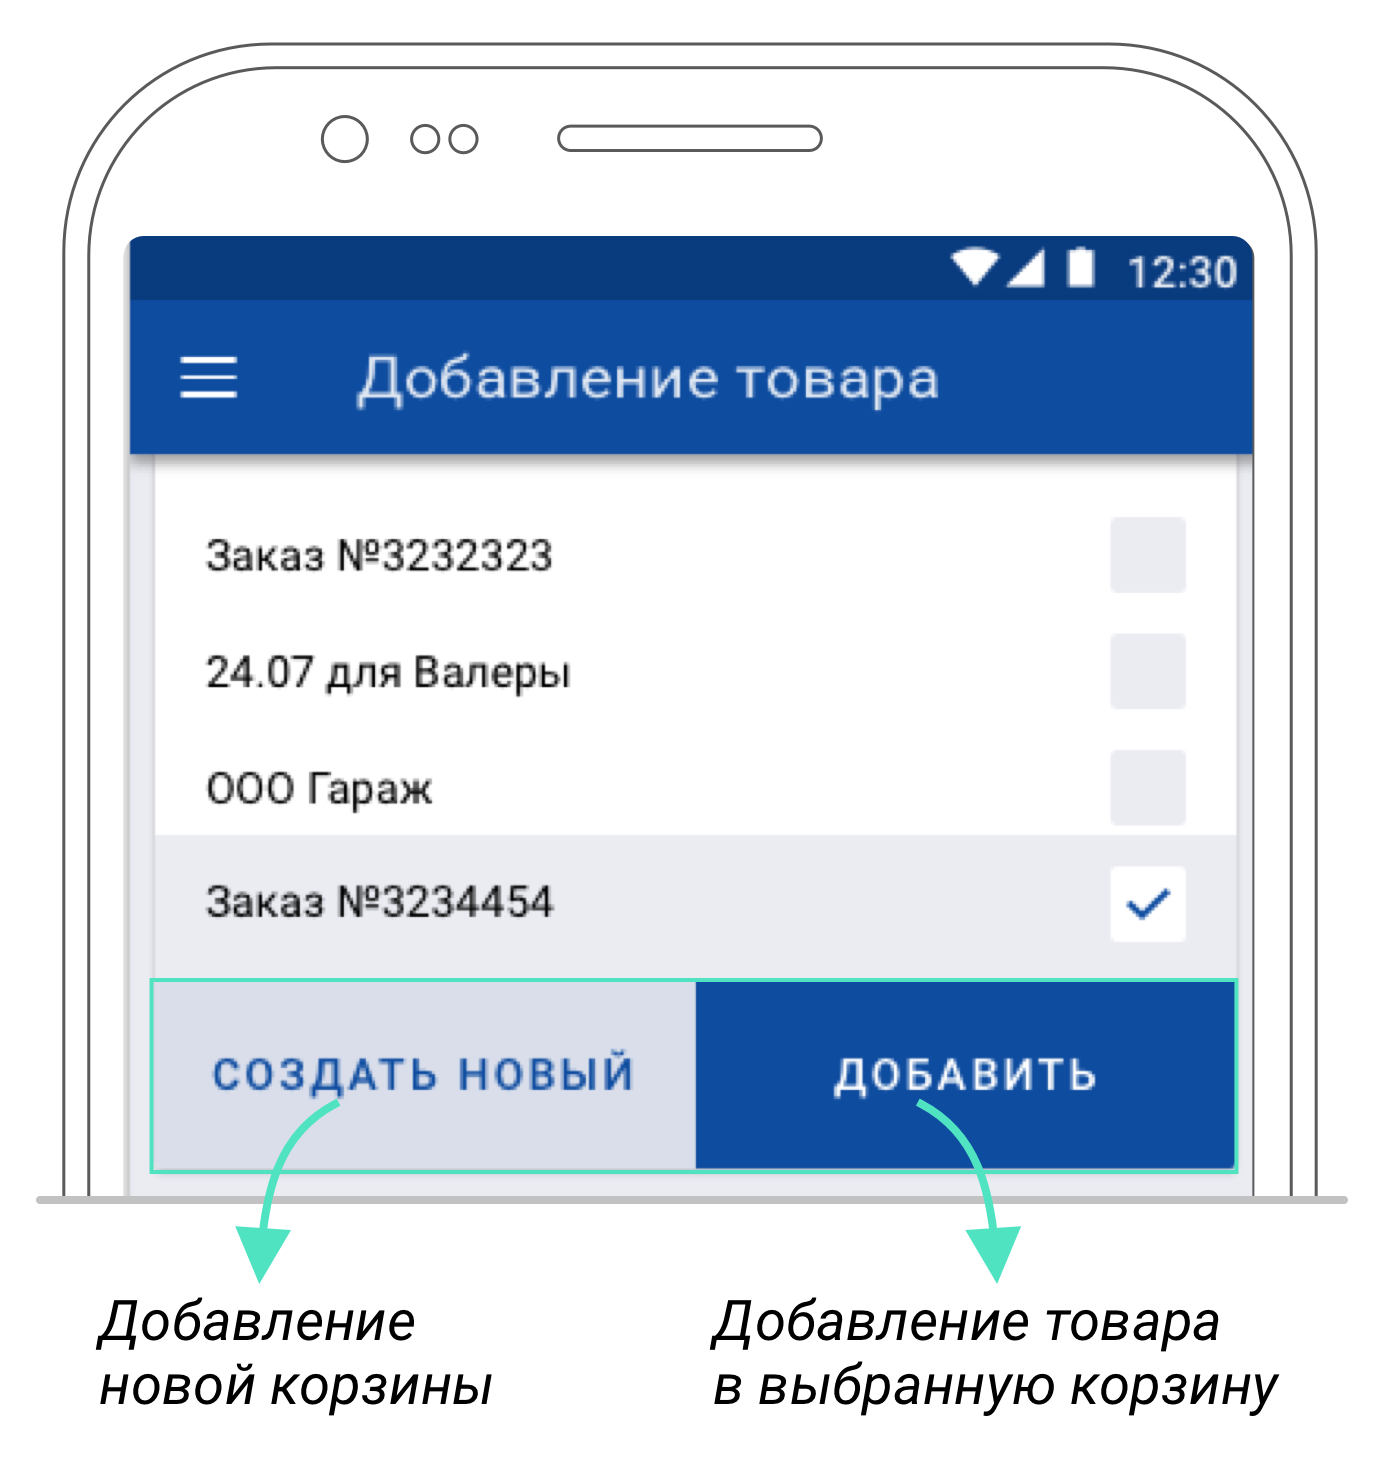 12:30
Добавление товара
Заказ №3232323
24.07 для Валеры
ООО Гараж
Заказ №3234454
СОЗДАТЬ НОВЫЙ
ДОБАВИТЬ
Добавление
новой корзины
Добавление товара
в выбранную корзину